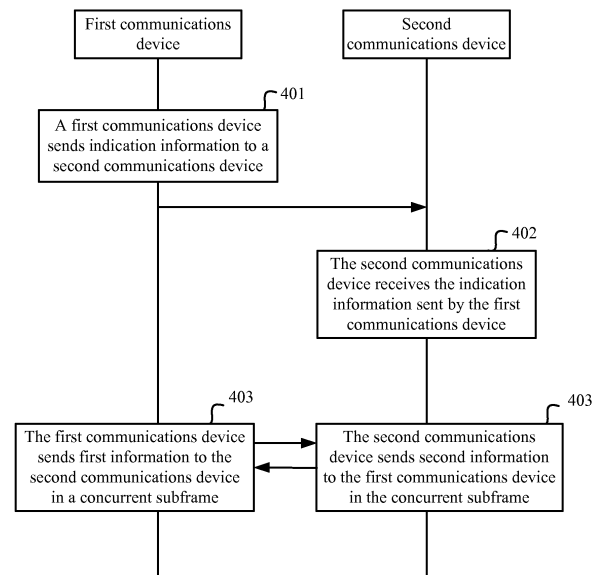 First communications
device
Second
communications device
401
A first communications device
sends indication information to a
second communications device
402
The second communications
device receives the indication
information sent by the first
communications device
403
The first communications device
sends first information to the
second communications device
in a concurrent subframe
403
The second communications
device sends second information
to the first communications device
in the concurrent subframe